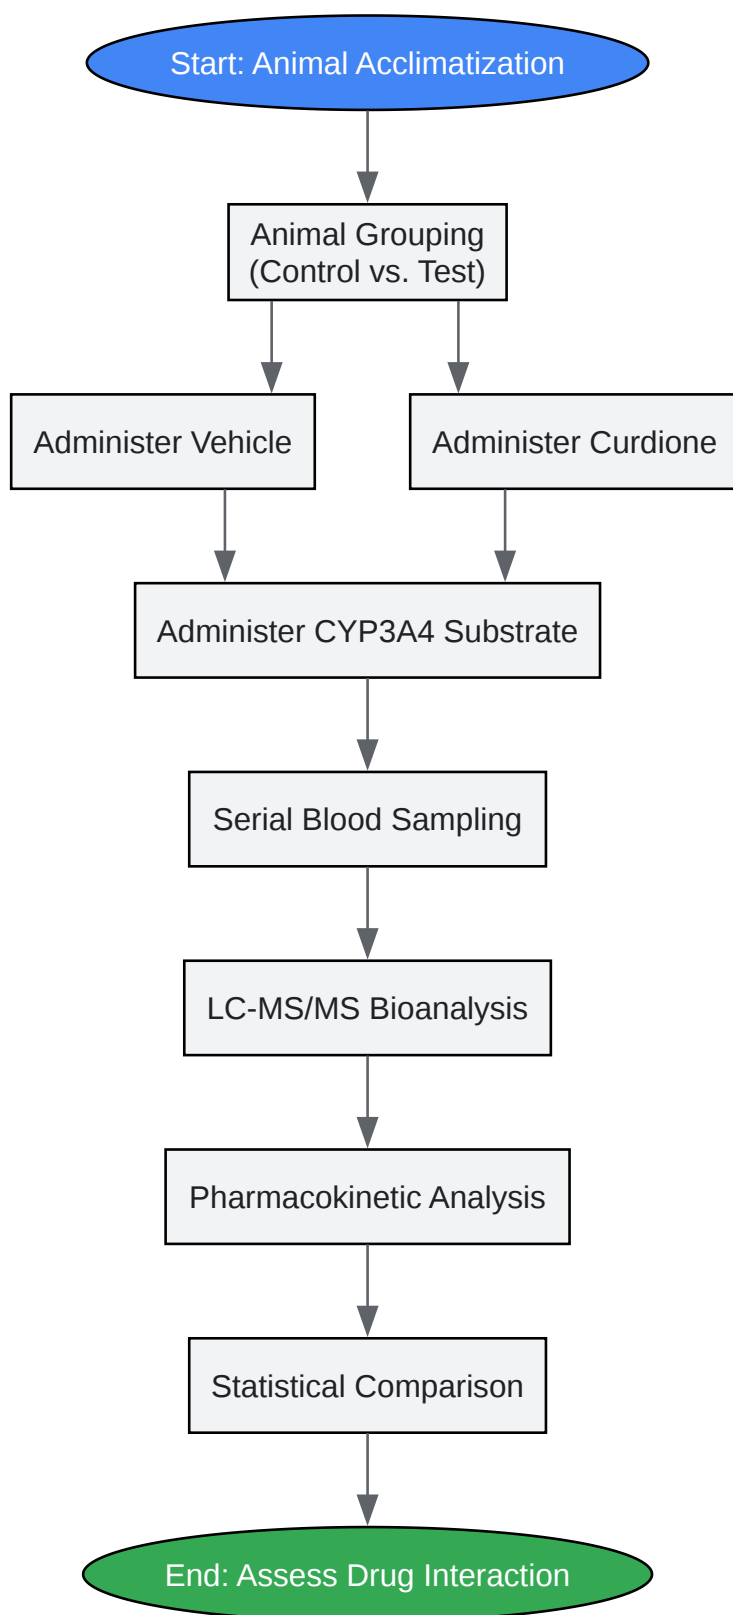 Start: Animal Acclimatization
Animal Grouping
(Control vs. Test)
Administer Vehicle
Administer Curdione
Administer CYP3A4 Substrate
Serial Blood Sampling
LC-MS/MS Bioanalysis
Pharmacokinetic Analysis
Statistical Comparison
End: Assess Drug Interaction